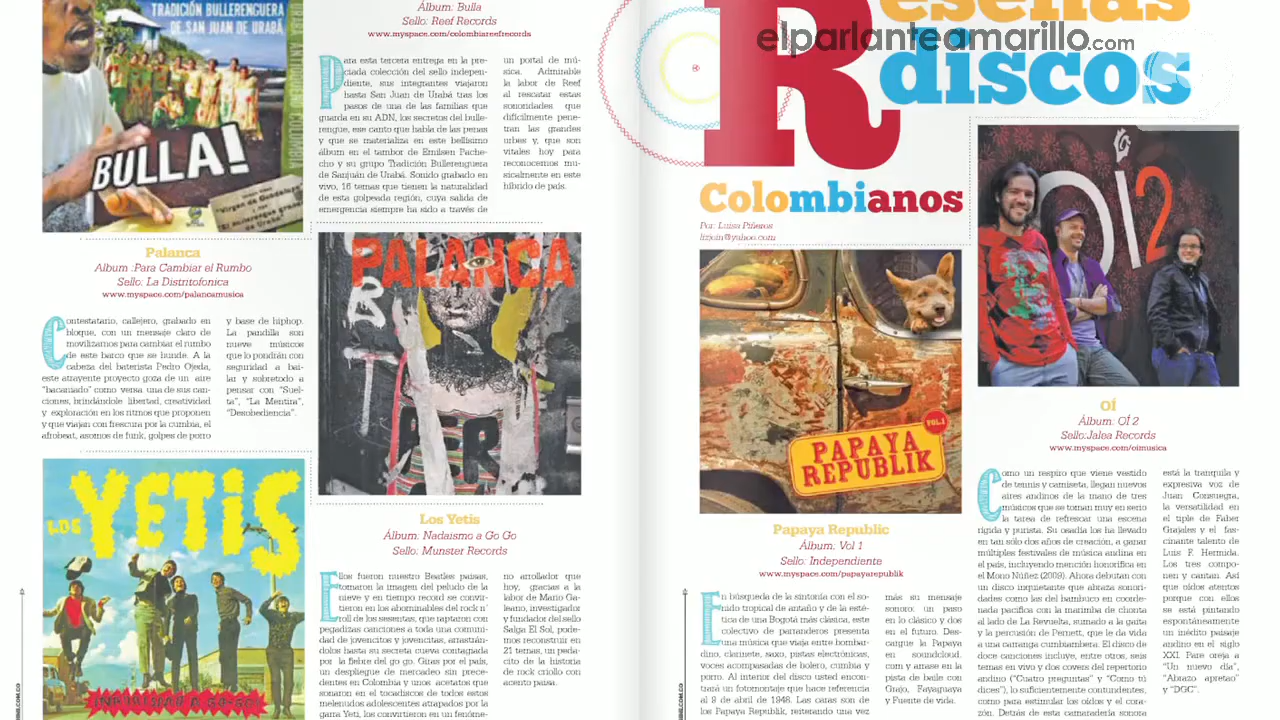 TRADICIÓN BULLERENGUERA
DE SAN JUAN DE URABÁ
BULLA!
Álbum: Bulla
Sello: Reef Records
www.myspace.com/colombiareefrecords
Para esta tercera entrega en la pre-
ciada colección del sello indepen-
diente, sus integrantes viajaron
hasta San Juan de Urabá tras los
pasos de una de las familias que
guarda en su ADN, los secretos del bulle-
rengue, ese canto que habla de las penas
y que se materializa en este bellísimo
álbum en el tambor de Emilsen Pache-
cho y su grupo Tradición Bullerenguera
de Sanjuán de Urabá. Sonido grabado en
vivo, 16 temas que tienen la naturalidad
de esta golpeada región, cuya salida de
emergencia siempre ha sido a través de
un portal de mú-
sica. Admirable
la labor de Reef
al rescatar estas
sonoridades que
difícilmente pene-
tran las grandes
urbes y, que son
vitales hoy para
reconocernos mu-
sicalmente en este
híbrido de país.
Palanca
Album :Para Cambiar el Rumbo
Sello: La Distritofonica
www.myspace.com/palancamusica
Contestatario, callejero, grabado en
bloque, con un mensaje claro de
movilizarnos para cambiar el rumbo
de este barco que se hunde. A la
cabeza del baterista Pedro Ojeda,
este atrayente proyecto goza de un aire
"bacaniado" como versa una de sus can-
ciones, brindándole libertad, creatividad
y exploración en los ritmos que proponen
y que viajan con frescura por la cumbia, el
afrobeat, asomos de funk, golpes de porro
y base de hiphop.
La pandilla son
nueve músicos
que lo pondrán con
seguridad a bai-
lar y sobretodo a
pensar con "Suel-
ta", "La Mentira",
"Desobediencia".
PALANCA
LOS YETIS
Los Yetis
Álbum: Nadaismo a Go Go
Sello: Munster Records
Ellos fueron nuestro Beatles paisas,
tomaron la imagen del peludo de la
nieve y en tiempo record se convir-
tieron en los abominables del rock n'
roll de los sesentas, que raptaron con
pegadizas canciones a toda una comuni-
dad de jovencitos y jovencitas, arrastrán-
dolos hasta su secreta cueva contagiada
por la fiebre del go go. Giras por el país,
un despliegue de mercadeo sin prece-
dentes en Colombia y unos acetatos que
sonaron en el tocadiscos de todos estos
melenudos adolescentes atrapados por la
garra Yeti, los convirtieron en un fenóme-
no arrollador que
hoy, gracias a la
labor de Mario Ga-
leano, investigador
y fundador del sello
Salga El Sol, pode-
mos reconstruir en
21 temas, un peda-
cito de la historia
de rock criollo con
acento paisa.
Reseñas
discos
elparlanteamarillo.com
Colombianos
Por: Luisa Piñeros
lizjuin@yahoo.com
PAPAYA
REPUBLIK
VOL.1
Papaya Republic
Álbum: Vol 1
Sello: Independiente
www.myspace.com/papayarepublik
En búsqueda de la sintonía con el so-
nido tropical de antaño y de la esté-
tica de una Bogotá más clásica, este
colectivo de parranderos presenta
una música que viaja entre bombar-
dino, clarinete, saxo, pistas electrónicas,
voces acompasadas de bolero, cumbia y
porro. Al interior del disco usted encon-
trará un fotomontaje que hace referencia
al 9 de abril de 1948. Las caras de
los Papaya Republik, reiterando una vez
más su mensaje
sonoro: un paso
en lo clásico y dos
en el futuro. Des-
cargue la Papaya
en soundcloud.
com y amase en la
pista de baile con
Grajo, Payaguaya
y Fuente de vida.
OÍ2
OÍ
Álbum: OÍ 2
Sello:Jalea Records
www.myspace.com/oimusica
Como un respiro que viene vestido
de tennis y camiseta, llegan nuevos
aires andinos de la mano de tres
músicos que se toman muy en serio
la tarea de refrescar una escena
rígida y purista. Su osadía los ha llevado
en tan sólo dos años de creación, a ganar
múltiples festivales de música andina en
el país, incluyendo mención honorífica en
el Mono Núñez (2009). Ahora debutan con
un disco inquietante que abraza sonori-
dades como las del bambuco en coorde-
nada pacífica con la marimba de chonta
al lado de La Revuelta, sumado a la gaita
y la percusión de Pernett, que le da vida
a una carranga cumbiambera. El disco de
doce canciones incluye, entre otros, seis
temas en vivo y dos covers del repertorio
andino ("Cuatro preguntes" y "Como tú
dices"), lo suficientemente contundentes,
como para estimular los oídos y el cora-
zón. Detrás de esta camaradería sonora
está la tranquila y
expresiva voz de
Juan Consuegra,
la versatilidad en
el tiple de Faber
Grajales y el fas-
cinante talento de
Luis F. Hermida.
Los tres compo-
nen y cantan. Así
que oídos atentos
porque con ellos
se está pintando
espontáneamente
un inédito paisaje
andino en el siglo
XXI. Pare oreja a
"Un nuevo día",
"Abrazo apretao"
y "DGC".